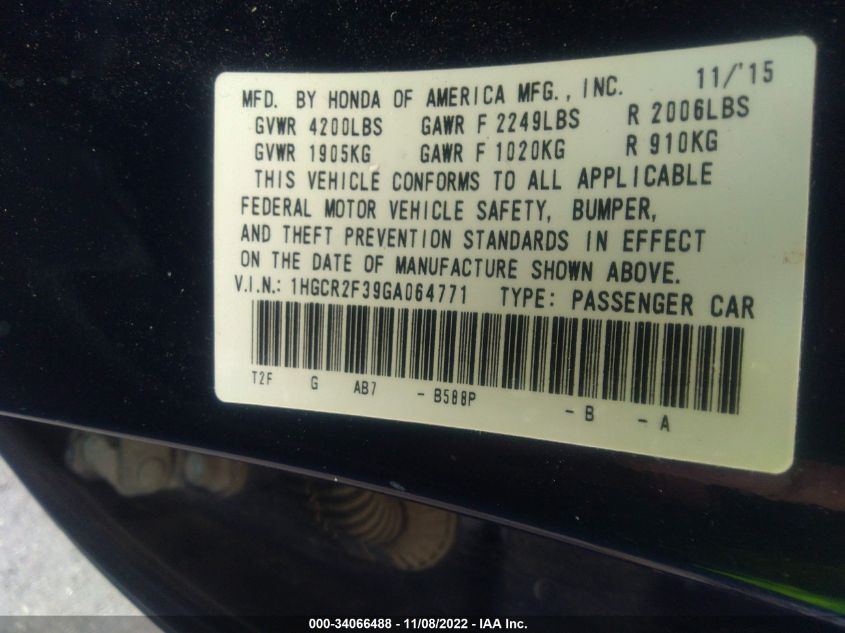 MFD. BY HONDA OF AMERICA MFG., INC. 11/'15
GVWR 4200LBS GAWR F 2249LBS R 2006LBS
GVWR 1905KG GAWR F 1020KG R 910KG
THIS VEHICLE CONFORMS TO ALL APPLICABLE
FEDERAL MOTOR VEHICLE SAFETY, BUMPER,
AND THEFT PREVENTION STANDARDS IN EFFECT
ON THE DATE OF MANUFACTURE SHOWN ABOVE.
V.I.N.: 1HGCR2F39GA064771 TYPE: PASSENGER CAR
T2F G AB7 - B588P - B - A
000-34066488 - 11/08/2022 - IAA Inc.